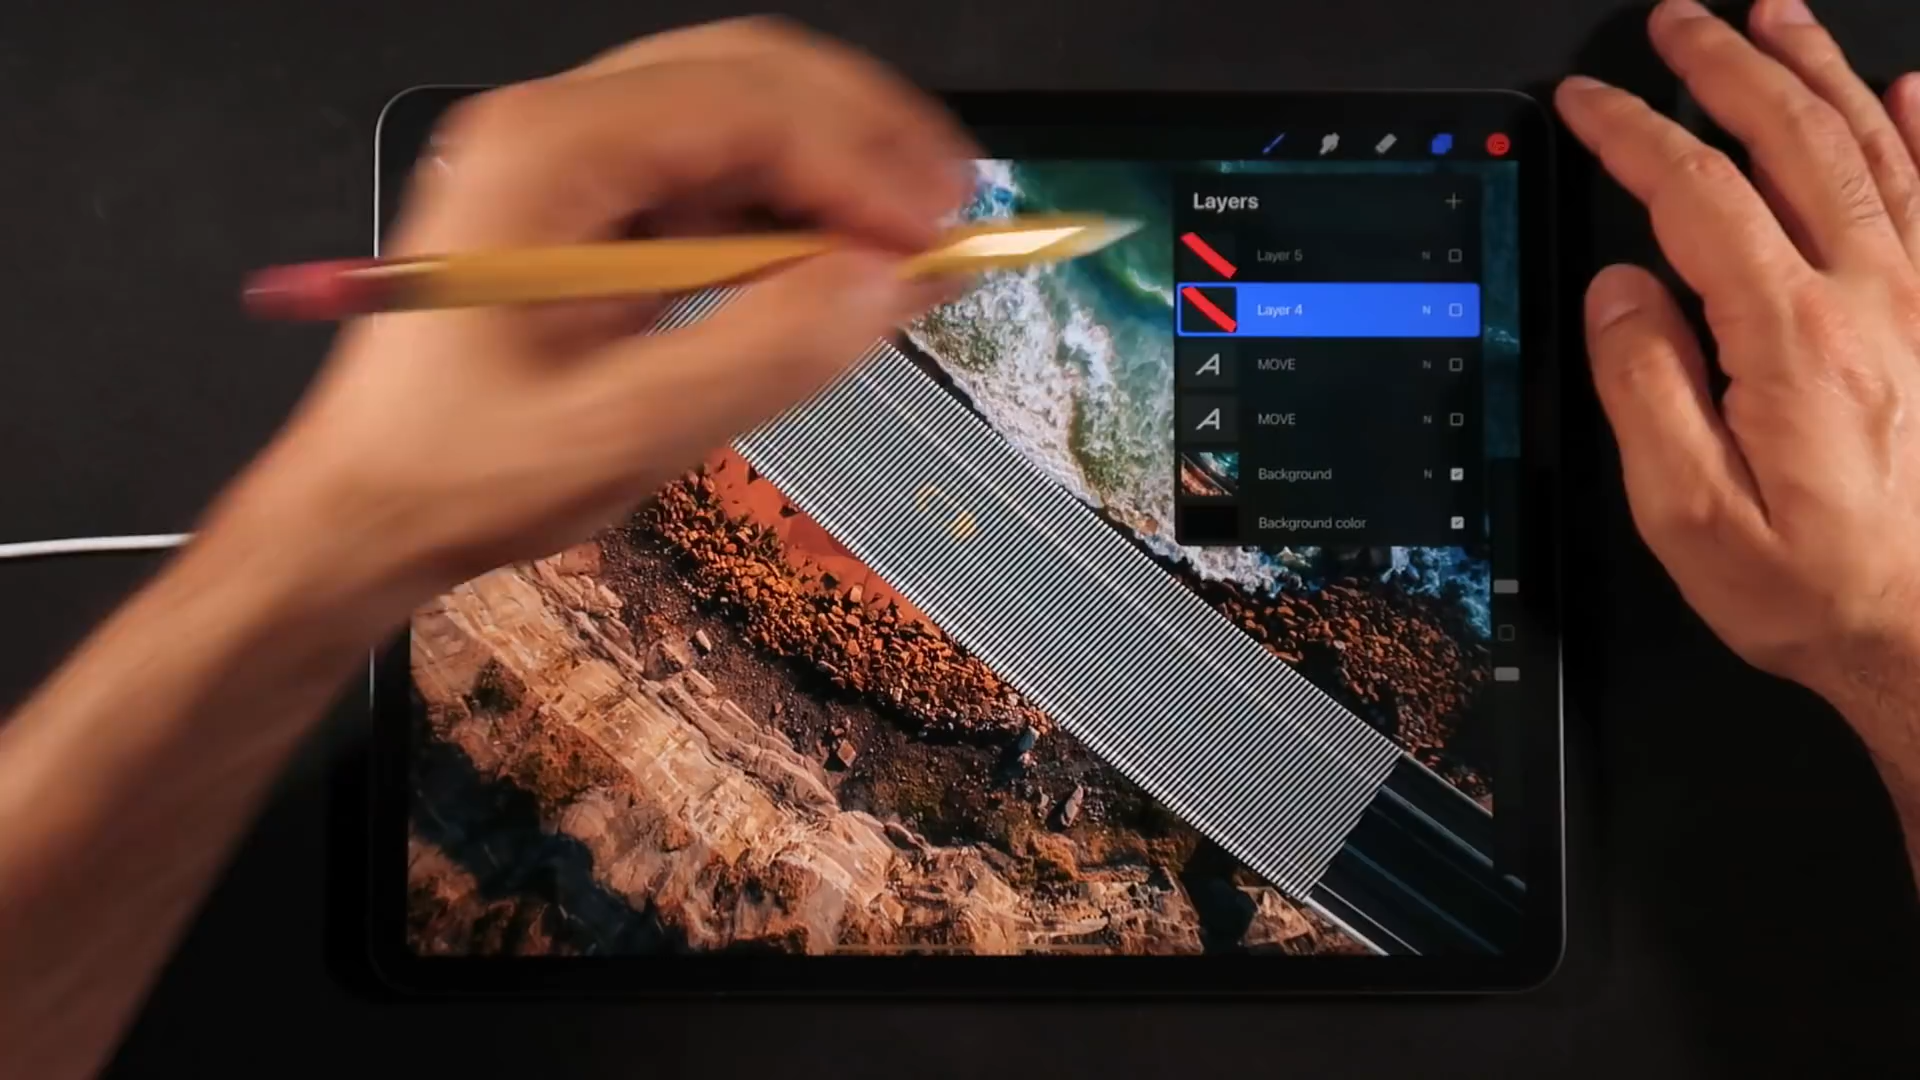 Layers
Layer 5 N
Layer 4 N
A MOVE N
A MOVE N
Background N
Background color